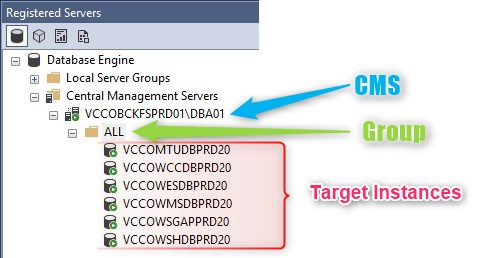 Registered Servers
Database Engine
Local Server Groups
Central Management Servers
VCCOBCKFSPRD01\DBA01
CMS
ALL
Group
VCCOMTUDBPRD20
VCCOWCCDBPRD20
VCCOWESDBPRD20
VCCOWMSDBPRD20
VCCOWSGAPPRD20
VCCOWSHDBPRD20
Target Instances